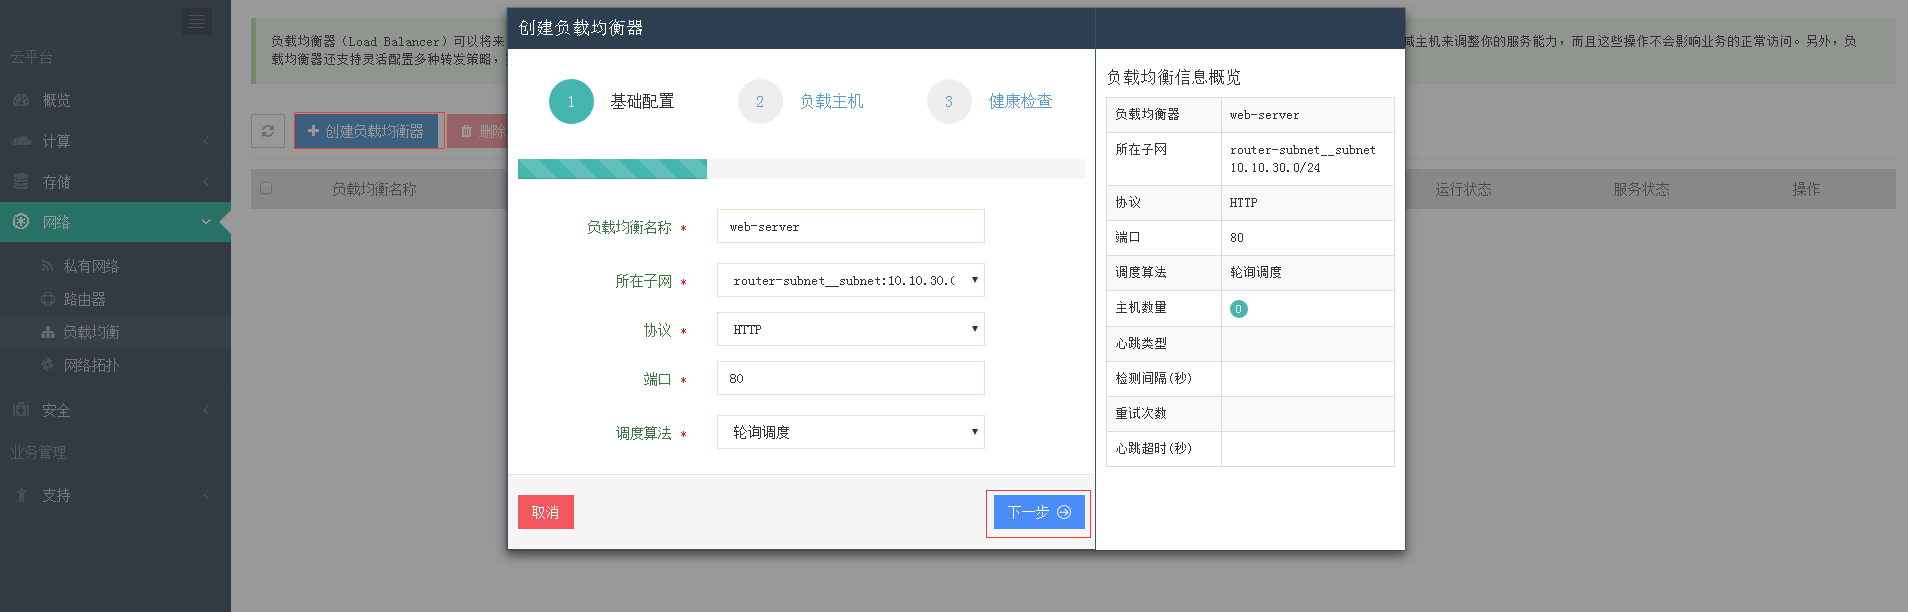 云平台
概览
计算
存储
网络
私有网络
路由器
负载均衡
网络拓扑
安全
业务管理
支持
负载均衡器（Load Balancer）可以将来
减主机来调整你的服务能力，而且这些操作不会影响业务的正常访问。另外，负
载均衡器还支持灵活配置多种转发策略，
创建负载均衡器
删除
负载均衡名称
运行状态
服务状态
操作
创建负载均衡器
1 基础配置
2 负载主机
3 健康检查
负载均衡名称 * web-server
所在子网 * router-subnet__subnet:10.10.30.0
协议 * HTTP
端口 * 80
调度算法 * 轮询调度
取消
下一步
负载均衡信息概览
负载均衡器 web-server
所在子网 router-subnet__subnet
10.10.30.0/24
协议 HTTP
端口 80
调度算法 轮询调度
主机数量 0
心跳类型
检测间隔(秒)
重试次数
心跳超时(秒)